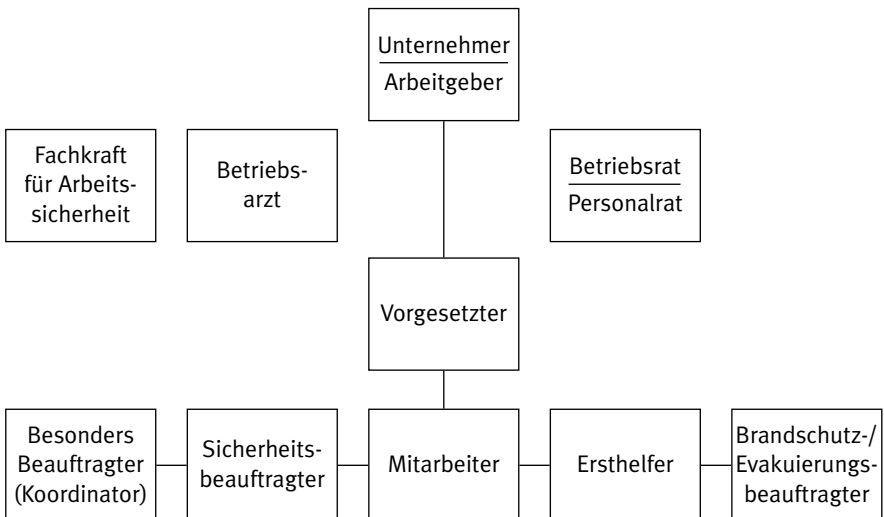 Unternehmer
Arbeitgeber
Fachkraft
für Arbeits-
sicherheit
Betriebs-
arzt
Betriebsrat
Personalrat
Vorgesetzter
Besonders
Beauftragter
(Koordinator)
Sicherheits-
beauftragter
Mitarbeiter
Ersthelfer
Brandschutz-/
Evakuierungs-
beauftragter